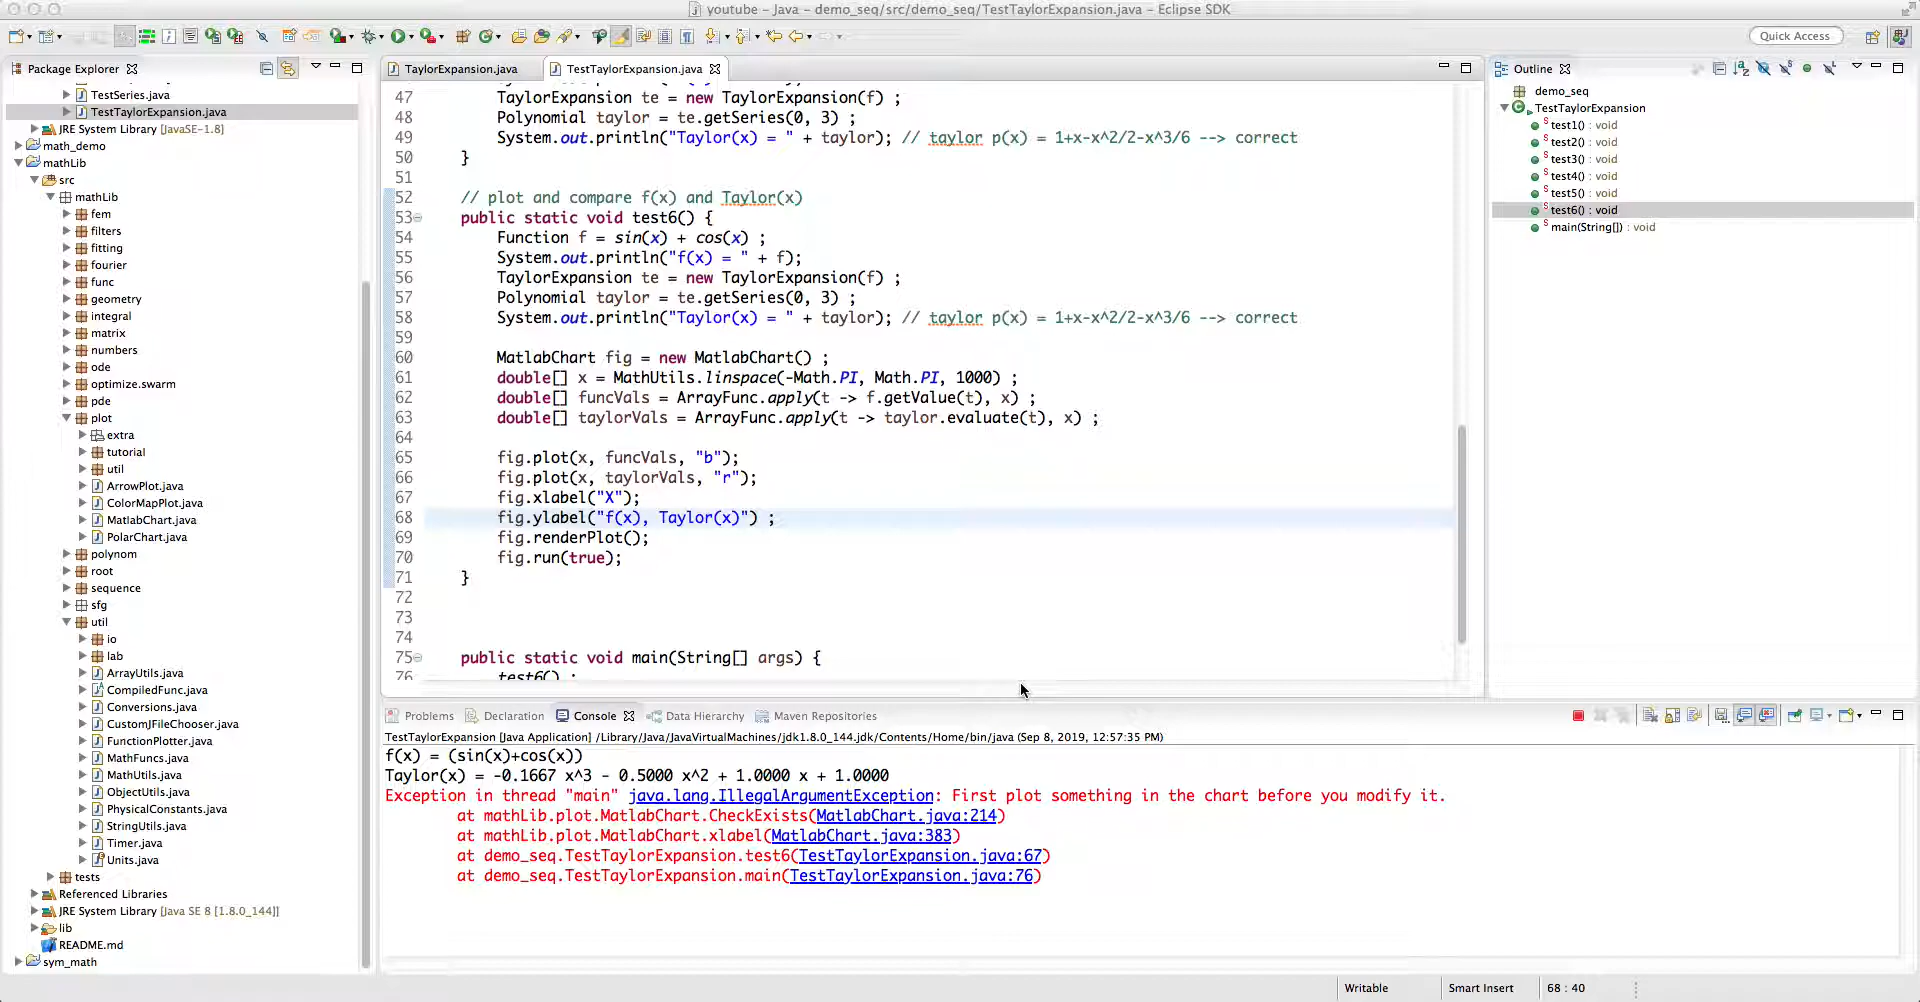 youtube - Java - demo_seq/src/demo_seq/TestTaylorExpansion.java - Eclipse SDK
Quick Access
Package Explorer
TestSeries.java
TestTaylorExpansion.java
JRE System Library [JavaSE-1.8]
math_demo
mathLib
src
mathLib
fem
filters
fitting
fourier
func
geometry
integral
matrix
numbers
ode
optimize.swarm
pde
plot
extra
tutorial
util
ArrowPlot.java
ColorMapPlot.java
MatlabChart.java
PolarChart.java
polynom
root
sequence
sfg
util
io
lab
ArrayUtils.java
CompiledFunc.java
Conversions.java
CustomJFileChooser.java
FunctionPlotter.java
MathFuncs.java
MathUtils.java
ObjectUtils.java
PhysicalConstants.java
StringUtils.java
Timer.java
Units.java
tests
Referenced Libraries
JRE System Library [Java SE 8 [1.8.0_144]]
lib
README.md
sym_math
TaylorExpansion.java
TestTaylorExpansion.java
47 TaylorExpansion te = new TaylorExpansion(f) ;
48 Polynomial taylor = te.getSeries(0, 3) ;
49 System.out.println("Taylor(x) = " + taylor); // taylor p(x) = 1+x-x^2/2-x^3/6 --> correct
50 }
51
52 // plot and compare f(x) and Taylor(x)
53 public static void test6() {
54 Function f = sin(x) + cos(x) ;
55 System.out.println("f(x) = " + f);
56 TaylorExpansion te = new TaylorExpansion(f) ;
57 Polynomial taylor = te.getSeries(0, 3) ;
58 System.out.println("Taylor(x) = " + taylor); // taylor p(x) = 1+x-x^2/2-x^3/6 --> correct
59
60 MatlabChart fig = new MatlabChart() ;
61 double[] x = MathUtils.linspace(-Math.PI, Math.PI, 1000) ;
62 double[] funcVals = ArrayFunc.apply(t -> f.getValue(t), x) ;
63 double[] taylorVals = ArrayFunc.apply(t -> taylor.evaluate(t), x) ;
64
65 fig.plot(x, funcVals, "b");
66 fig.plot(x, taylorVals, "r");
67 fig.xlabel("X");
68 fig.ylabel("f(x), Taylor(x)") ;
69 fig.renderPlot();
70 fig.run(true);
71 }
72
73
74
75 public static void main(String[] args) {
76 test6() ;
Outline
demo_seq
TestTaylorExpansion
test1() : void
test2() : void
test3() : void
test4() : void
test5() : void
test6() : void
main(String[]) : void
Problems Declaration Console Data Hierarchy Maven Repositories
TestTaylorExpansion [Java Application] /Library/Java/JavaVirtualMachines/jdk1.8.0_144.jdk/Contents/Home/bin/java (Sep 8, 2019, 12:57:35 PM)
f(x) = (sin(x)+cos(x))
Taylor(x) = -0.1667 x^3 - 0.5000 x^2 + 1.0000 x + 1.0000
Exception in thread "main" java.lang.IllegalArgumentException: First plot something in the chart before you modify it.
at mathLib.plot.MatlabChart.CheckExists(MatlabChart.java:214)
at mathLib.plot.MatlabChart.xlabel(MatlabChart.java:383)
at demo_seq.TestTaylorExpansion.test6(TestTaylorExpansion.java:67)
at demo_seq.TestTaylorExpansion.main(TestTaylorExpansion.java:76)
Writable Smart Insert 68 : 40